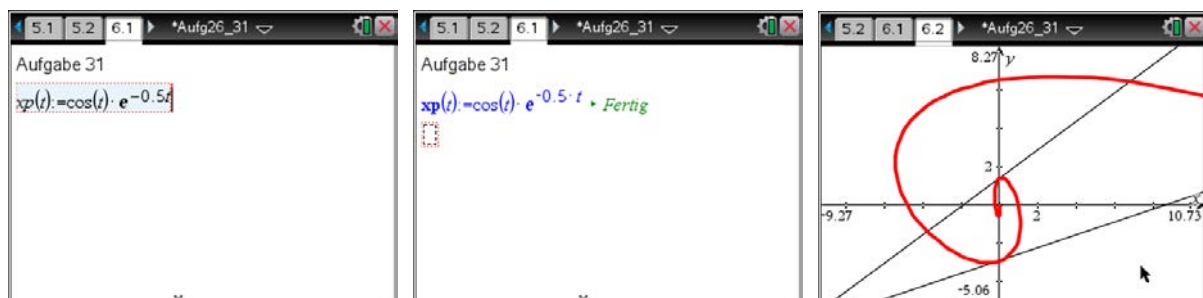 5.1 5.2 6.1 *Aufg26_31
Aufgabe 31
xp(t):=cos(t)· e^-0.5t
5.1 5.2 6.1 *Aufg26_31
Aufgabe 31
xp(t):=cos(t)· e^-0.5· t ▸ Fertig
5.2 6.1 6.2 *Aufg26_31
8.27 y
2
x
-9.27 2 10.73
-5.06